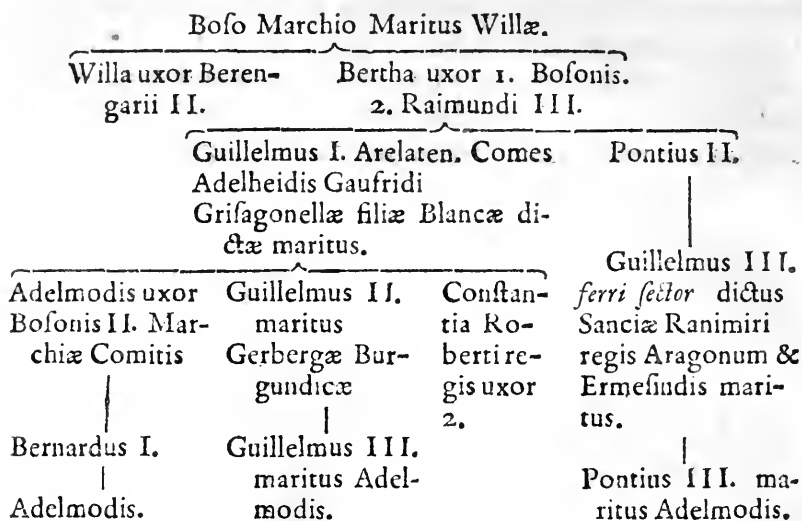 Boſo Marchio Maritus Willæ.
Willa uxor Beren-
garii II.
Bertha uxor 1. Boſonis.
2. Raimundi III.
Guillelmus I. Arelaten. Comes
Adelheidis Gaufridi
Griſagonellæ filiæ Blancæ di-
ctæ maritus.
Pontius II.
Adelmodis uxor
Boſonis II. Mar-
chiæ Comitis
Guillelmus II.
maritus
Gerbergæ Bur-
gundicæ
Conſtan-
tia Ro-
berti re-
gis uxor
2.
Guillelmus III.
ferri ſector dictus
Sanciæ Ranimiri
regis Aragonum &
Ermeſindis mari-
tus.
Bernardus I.
Adelmodis.
Guillelmus III.
maritus Adel-
modis.
Pontius III. ma-
ritus Adelmodis.